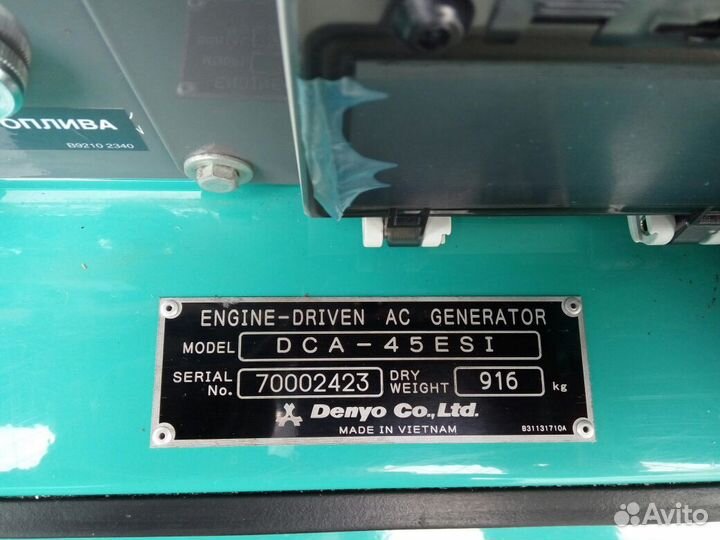 ОПЛИВА
B9210 2340
ENGINE-DRIVEN AC GENERATOR
MODEL DCA-45ESI
SERIAL No. 70002423 DRY WEIGHT 916 kg
Denyo Co.,Ltd.
MADE IN VIETNAM B31131710A
Avito